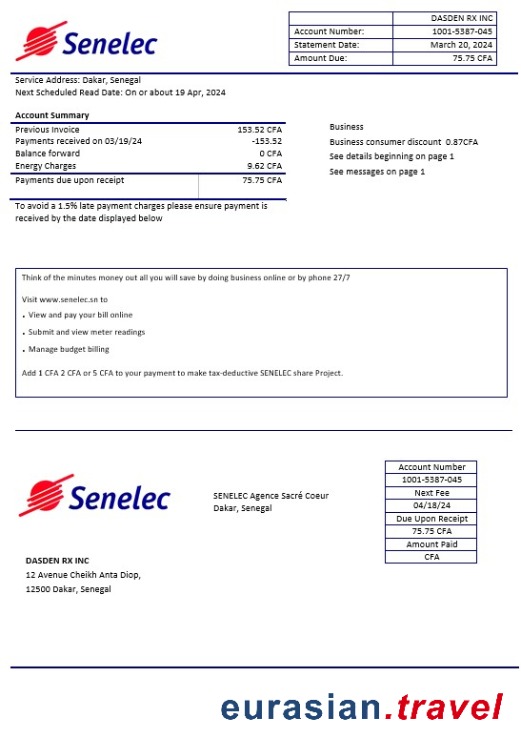 Senelec
DASDEN RX INC
Account Number: 1001-5387-045
Statement Date: March 20, 2024
Amount Due: 75.75 CFA
Service Address: Dakar, Senegal
Next Scheduled Read Date: On or about 19 Apr, 2024
Account Summary
Previous Invoice 153.52 CFA
Payments received on 03/19/24 -153.52
Balance forward 0 CFA
Energy Charges 9.62 CFA
Payments due upon receipt 75.75 CFA
To avoid a 1.5% late payment charges please ensure payment is
received by the date displayed below
Business
Business consumer discount 0.87CFA
See details beginning on page 1
See messages on page 1
Think of the minutes money out all you will save by doing business online or by phone 27/7
Visit www.senelec.sn to
• View and pay your bill online
• Submit and view meter readings
• Manage budget billing
Add 1 CFA 2 CFA or 5 CFA to your payment to make tax-deductive SENELEC share Project.
Senelec
SENELEC Agence Sacré Coeur
Dakar, Senegal
Account Number
1001-5387-045
Next Fee
04/18/24
Due Upon Receipt
75.75 CFA
Amount Paid
CFA
DASDEN RX INC
12 Avenue Cheikh Anta Diop,
12500 Dakar, Senegal
eurasian.travel